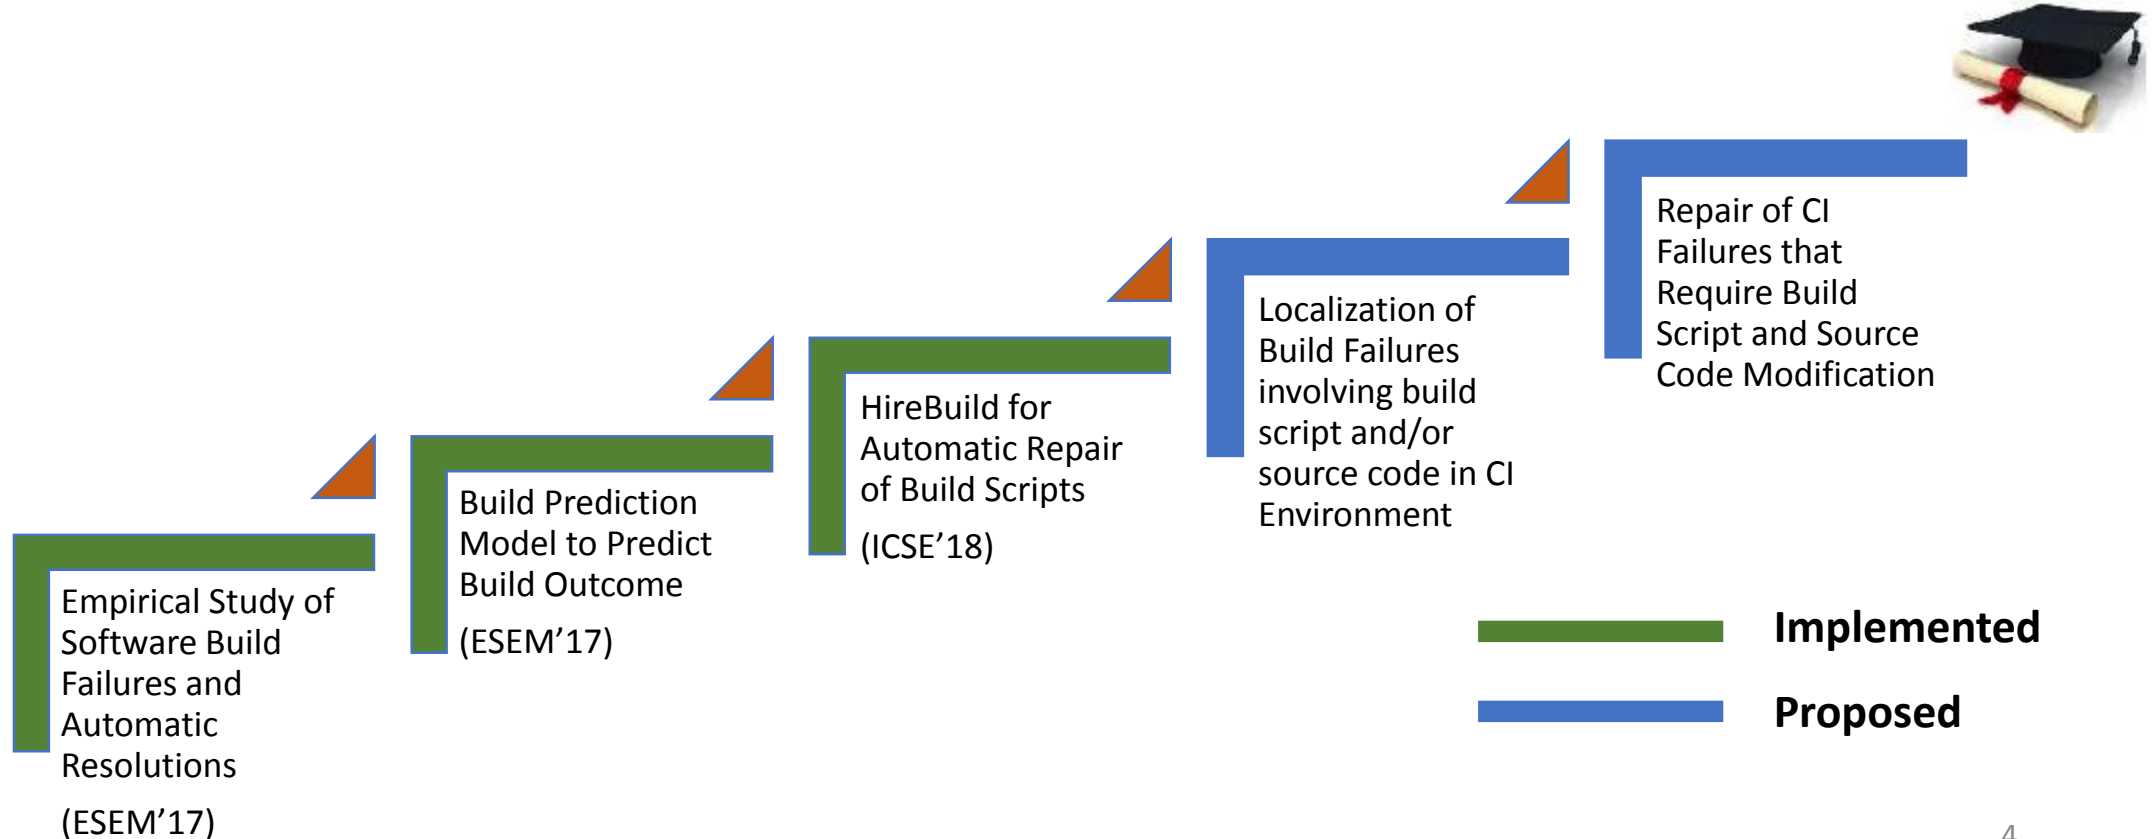 Empirical Study of
Software Build
Failures and
Automatic
Resolutions
(ESEM’17)
Build Prediction
Model to Predict
Build Outcome
(ESEM’17)
HireBuild for
Automatic Repair
of Build Scripts
(ICSE’18)
Localization of
Build Failures
involving build
script and/or
source code in CI
Environment
Repair of CI
Failures that
Require Build
Script and Source
Code Modification
Implemented
Proposed
4